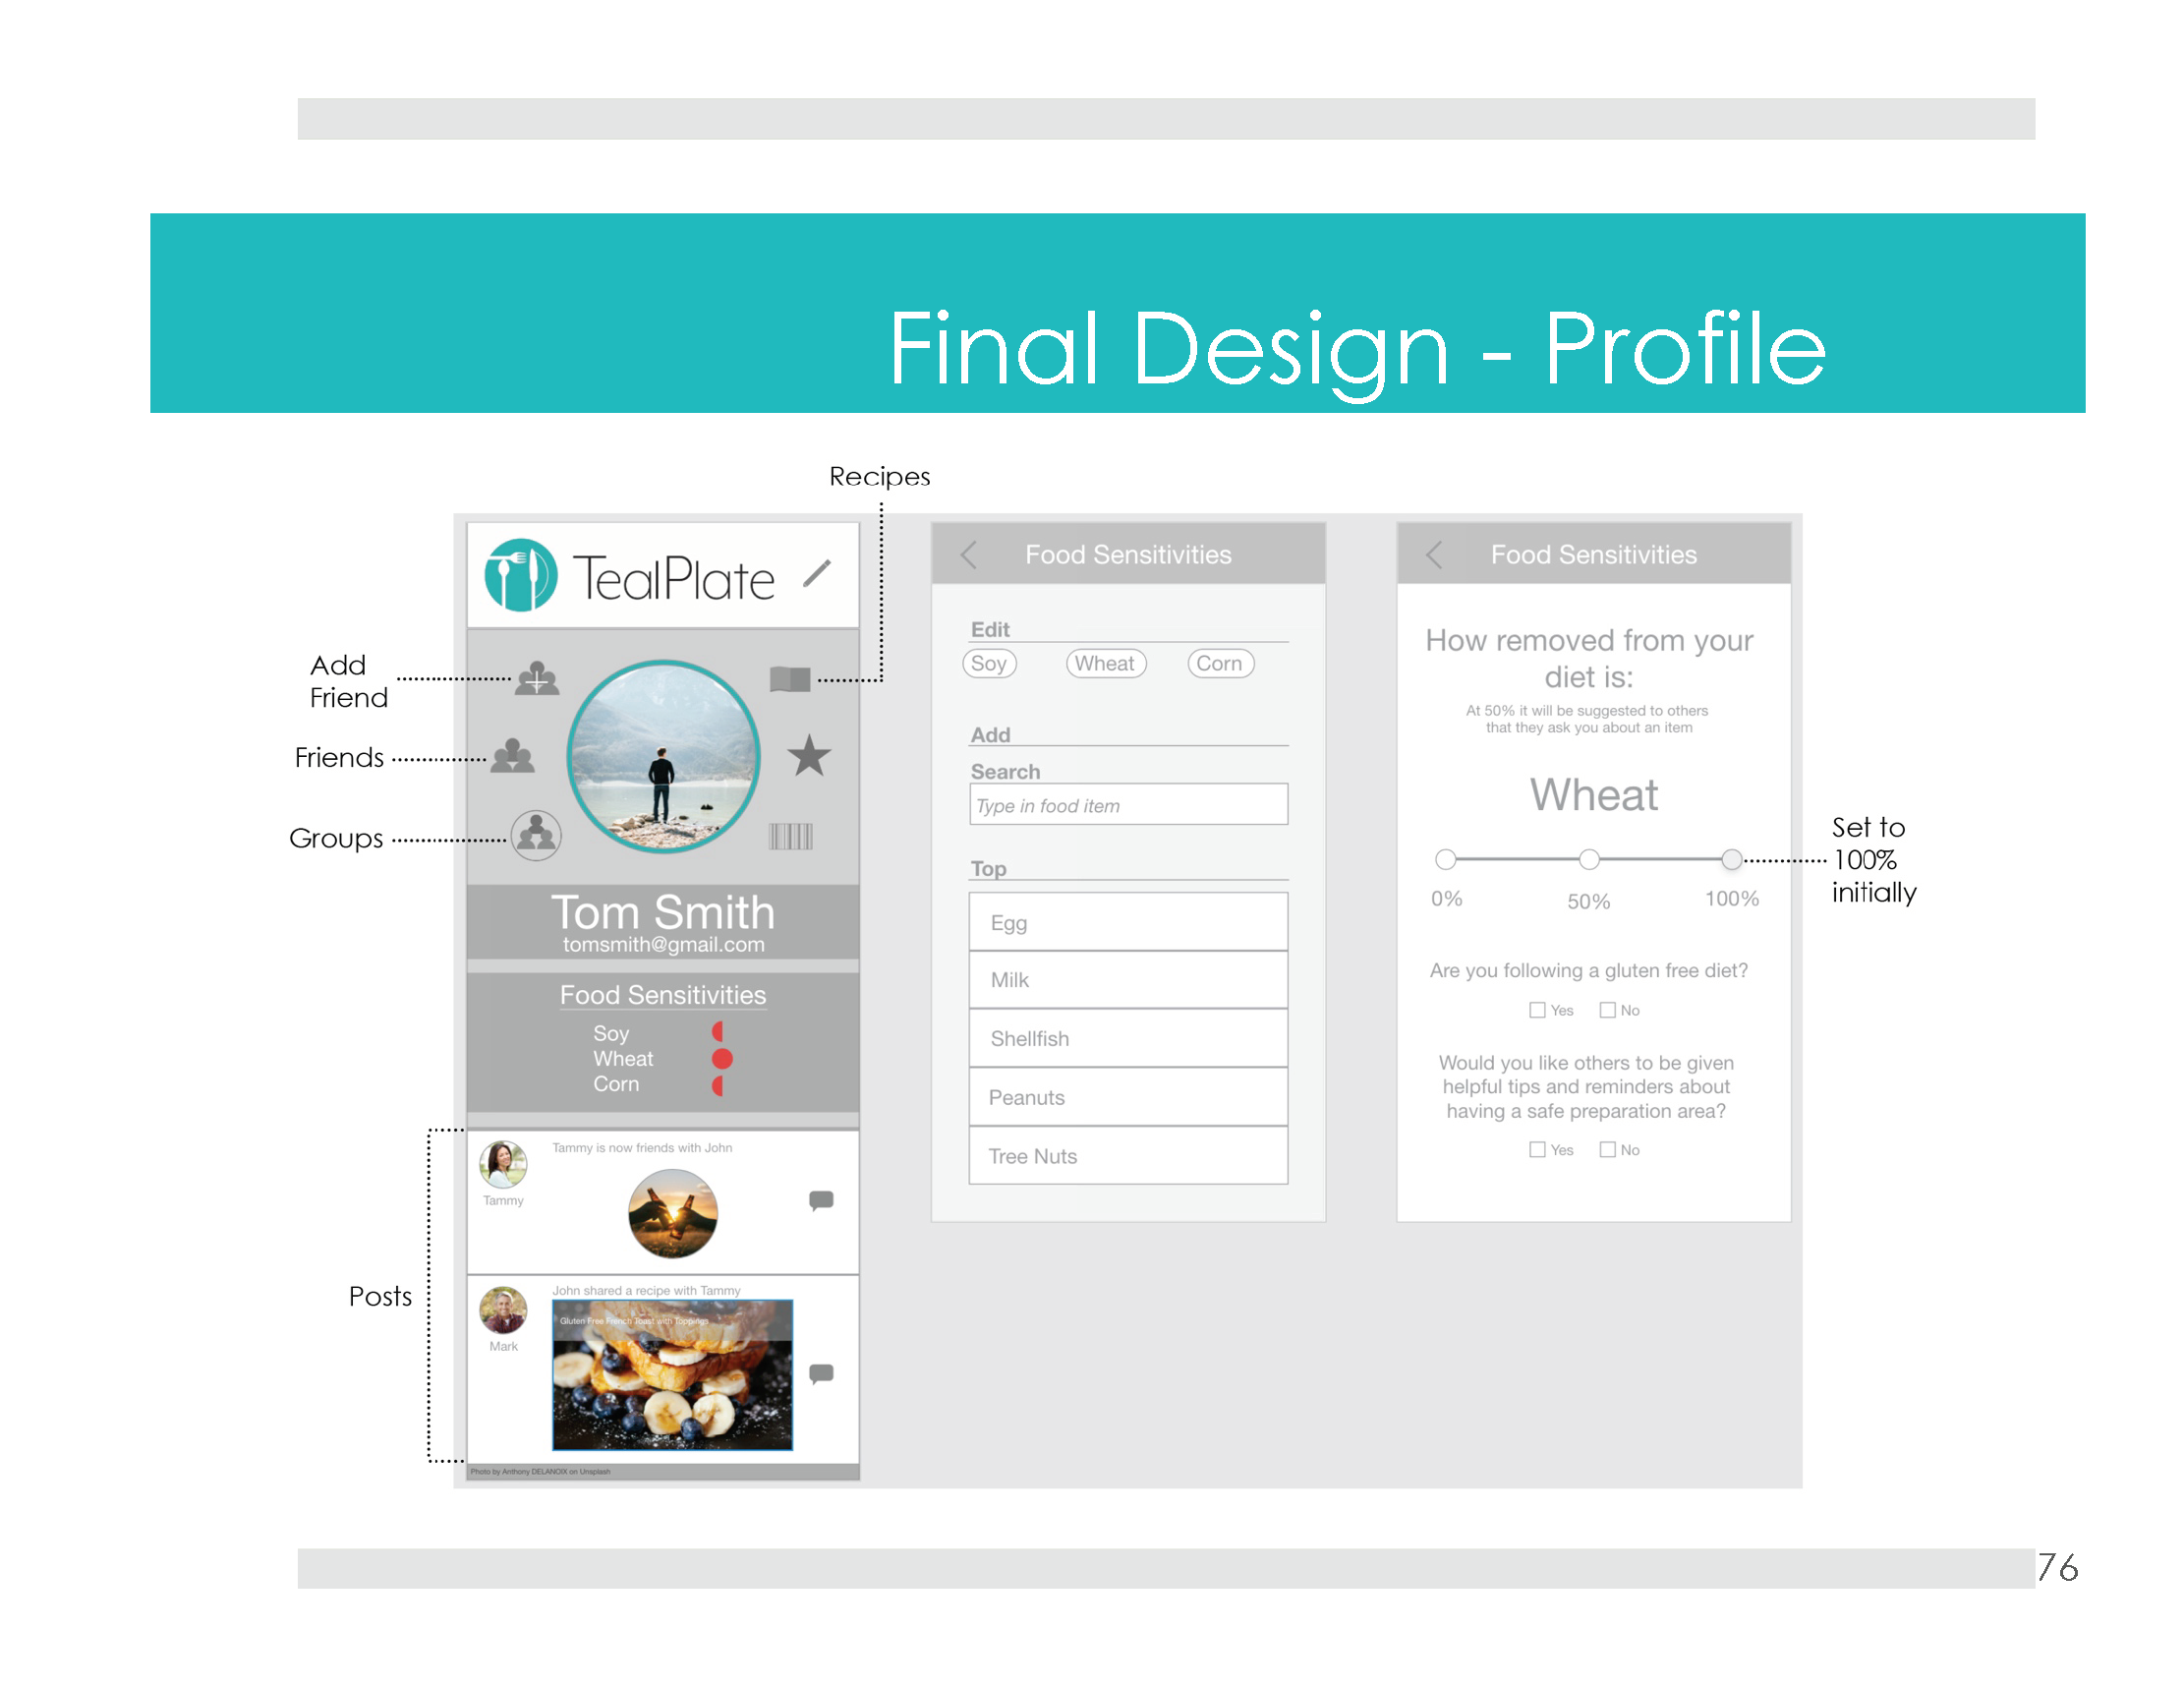 Final Design - Profile
Recipes
Add
Friend
Friends
Groups
Posts
TealPlate
Tom Smith
tomsmith@gmail.com
Food Sensitivities
Soy
Wheat
Corn
Tammy is now friends with John
Tammy
John shared a recipe with Tammy
Gluten Free French Toast with Toppings
Mark
Photo by Anthony DELANOIX on Unsplash
Food Sensitivities
Edit
Soy Wheat Corn
Add
Search
Type in food item
Top
Egg
Milk
Shellfish
Peanuts
Tree Nuts
Food Sensitivities
How removed from your
diet is:
At 50% it will be suggested to others
that they ask you about an item
Wheat
0% 50% 100%
Set to
100%
initially
Are you following a gluten free diet?
Yes No
Would you like others to be given
helpful tips and reminders about
having a safe preparation area?
Yes No
76